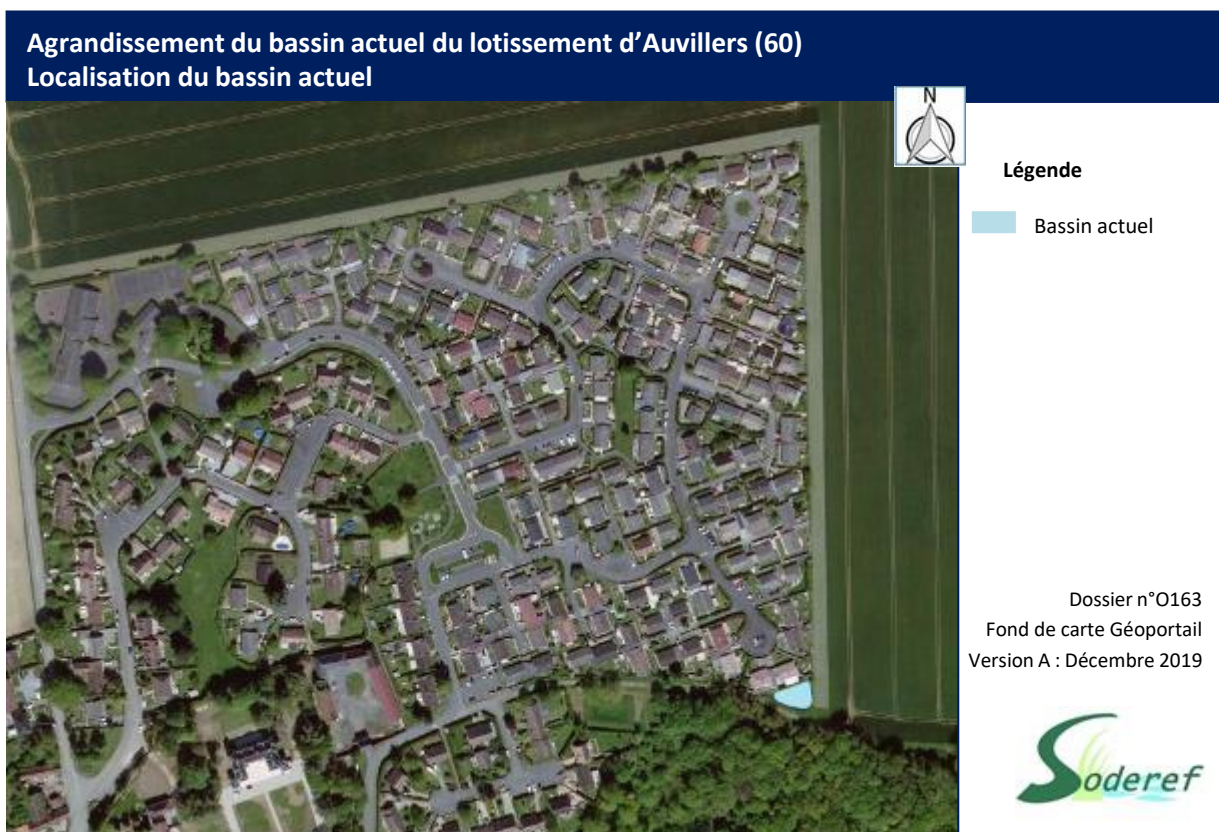 Agrandissement du bassin actuel du lotissement d’Auvillers (60)
Localisation du bassin actuel
N
Légende
Bassin actuel
Dossier n°O163
Fond de carte Géoportail
Version A : Décembre 2019
Soderef